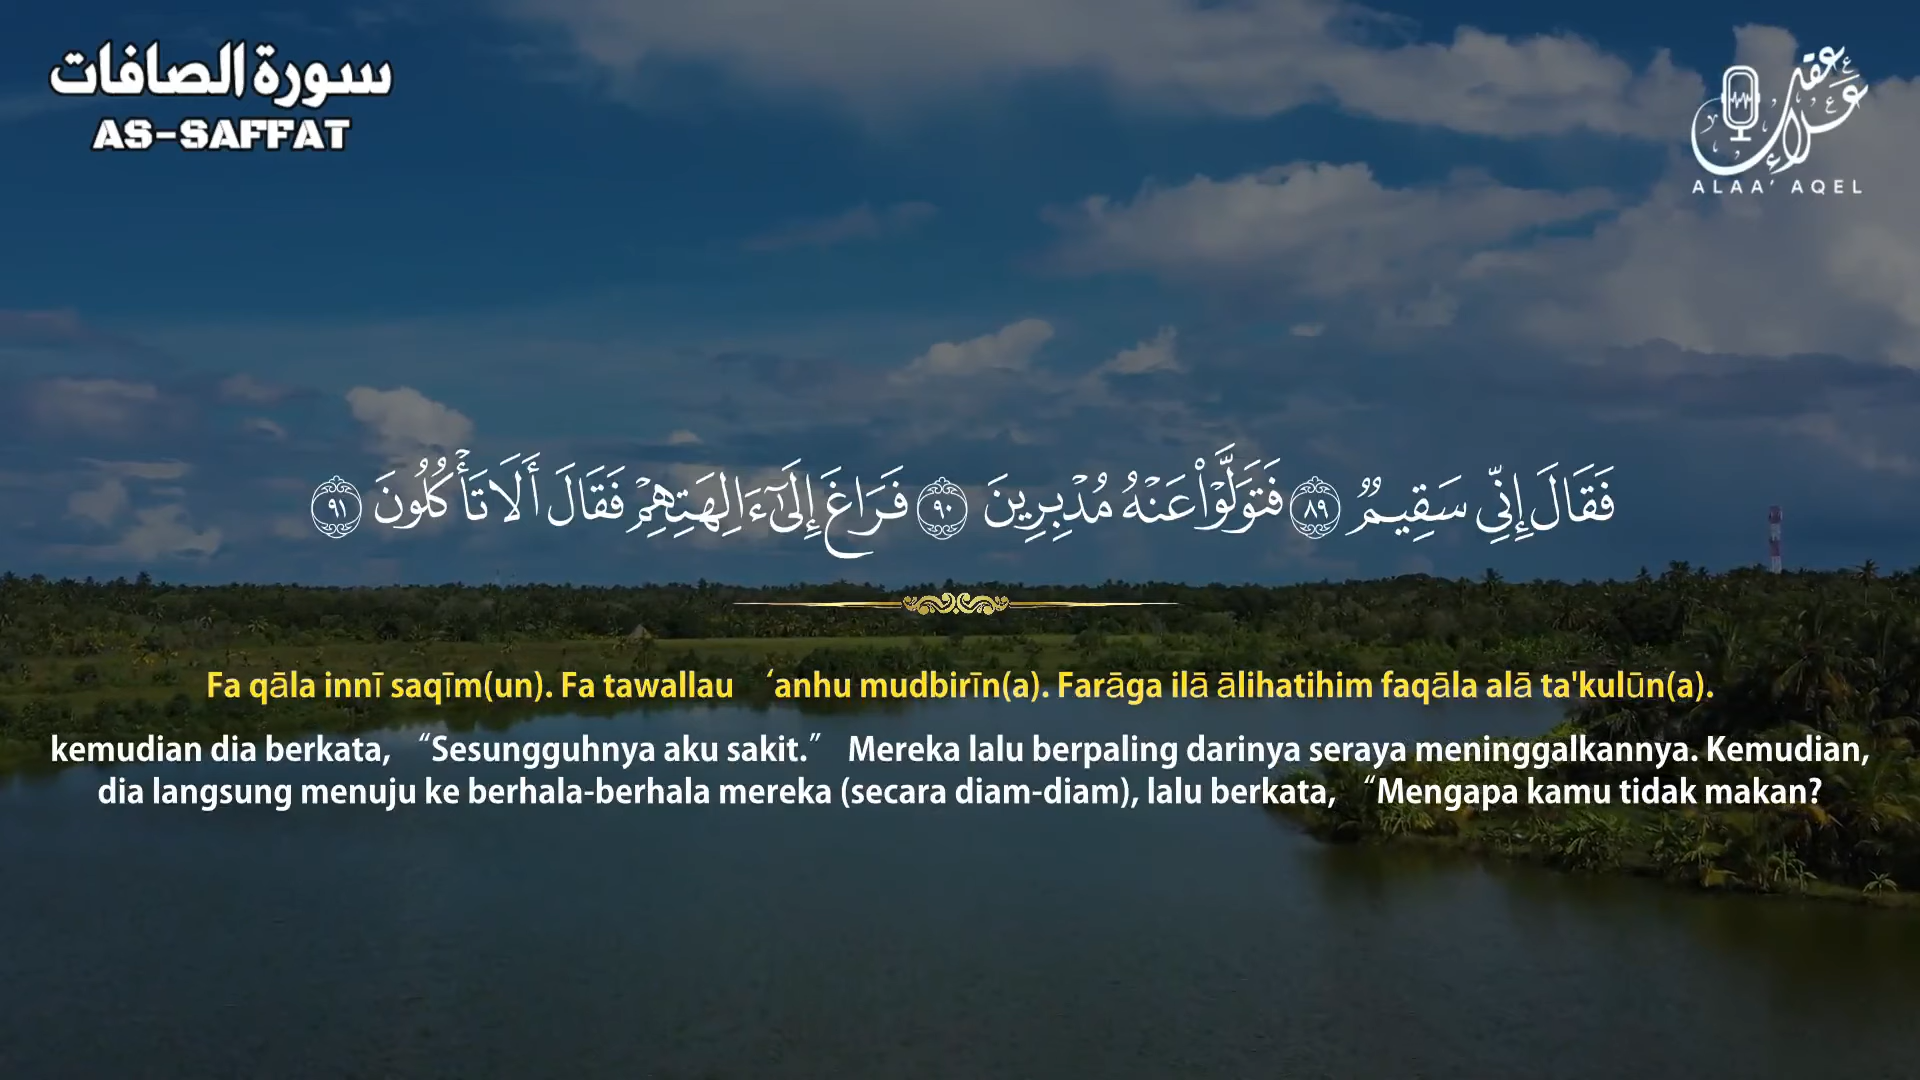 سورة الصافات
AS-SAFFAT
علاء عقل
ALAA' AQEL
فَقَالَ إِنِّي سَقِيمٌ ٨٩ فَتَوَلَّوْا۟ عَنْهُ مُدْبِرِينَ ٩٠ فَرَاغَ إِلَىٰٓ ءَالِهَتِهِمْ فَقَالَ أَلَا تَأْكُلُونَ ٩١
Fa qāla innī saqīm(un). Fa tawallau ‘anhu mudbirīn(a). Farāga ilā ālihatihim faqāla alā ta'kulūn(a).
kemudian dia berkata, “Sesungguhnya aku sakit.” Mereka lalu berpaling darinya seraya meninggalkannya. Kemudian,
dia langsung menuju ke berhala-berhala mereka (secara diam-diam), lalu berkata, “Mengapa kamu tidak makan?